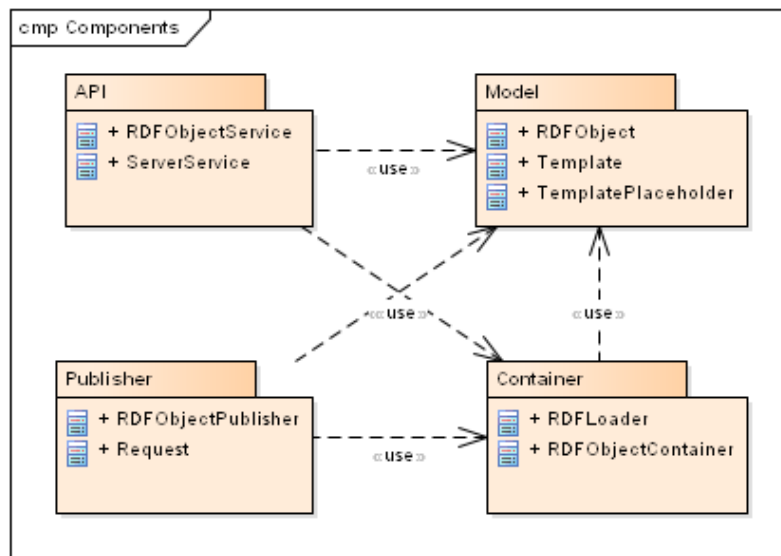 cmp Components
API
+ RDFObjectService
+ ServerService
Model
+ RDFObject
+ Template
+ TemplatePlaceholder
«use»
«use»
«use»
Publisher
+ RDFObjectPublisher
+ Request
Container
+ RDFLoader
+ RDFObjectContainer
«use»